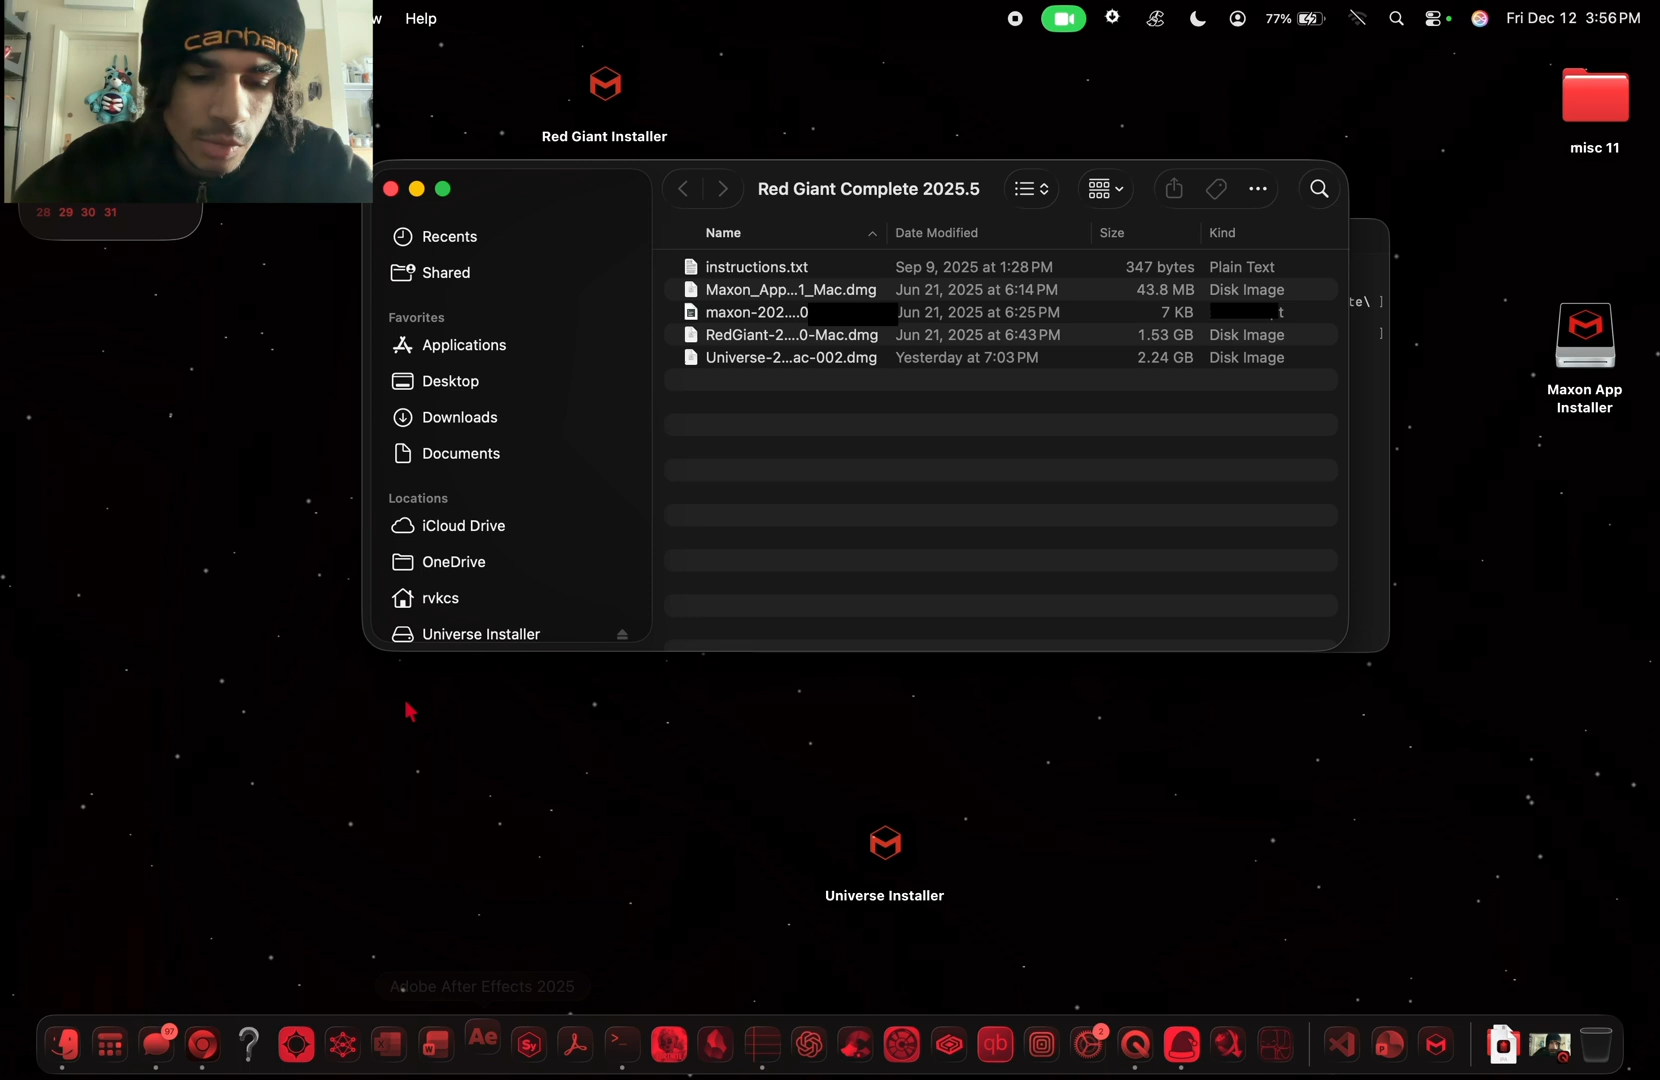 w Help
77% Fri Dec 12 3:56 PM
carhartt
28 29 30 31
Red Giant Installer
misc 11
Red Giant Complete 2025.5
Recents
Shared
Favorites
Applications
Desktop
Downloads
Documents
Locations
iCloud Drive
OneDrive
rvkcs
Universe Installer
Name Date Modified Size Kind
instructions.txt Sep 9, 2025 at 1:28 PM 347 bytes Plain Text
Maxon_App...1_Mac.dmg Jun 21, 2025 at 6:14 PM 43.8 MB Disk Image
maxon-202....0 Jun 21, 2025 at 6:25 PM 7 KB t
RedGiant-2....0-Mac.dmg Jun 21, 2025 at 6:43 PM 1.53 GB Disk Image
Universe-2...ac-002.dmg Yesterday at 7:03 PM 2.24 GB Disk Image
te\ ]
]
Maxon App
Installer
Universe Installer
Adobe After Effects 2025
97
?
X
W
Ae
Sy
>_
qb
2
P